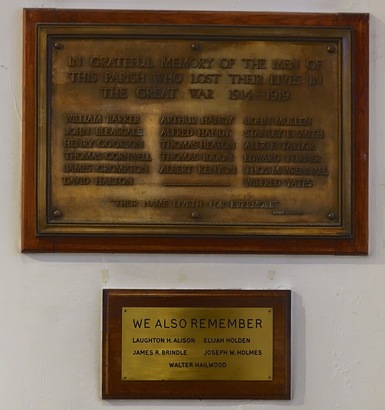 IN GRATEFUL MEMORY OF THE MEN OF
THIS PARISH WHO LOST THEIR LIVES IN
THE GREAT WAR 1914-1919
WILLIAM BARKER ARTHUR HANDY JOHN MULLEN
JOHN BLEASDALE ALFRED HANDY STANLEY E. SMITH
HENRY COOKSON THOMAS HEATON TAYLOR
THOMAS CORNWALL THOMAS EDWARD TURNER
JAMES CROMPTON ALBERT KENYON THOS.
DAVID HALTON WILFRED YATES
"THEIR NAME LIVETH FOR EVERMORE"
WE ALSO REMEMBER
LAUGHTON H. ALISON ELIJAH HOLDEN
JAMES R. BRINDLE JOSEPH W. HOLMES
WALTER HAILWOOD